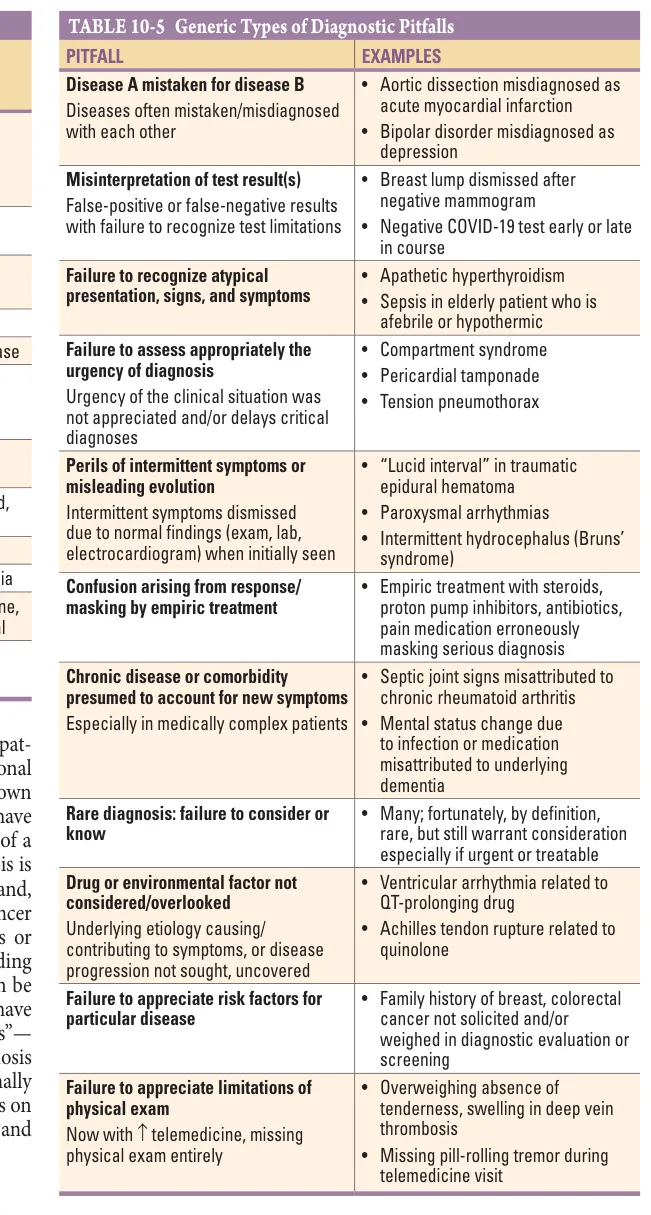 TABLE 10-5 Generic Types of Diagnostic Pitfalls
PITFALL
EXAMPLES
Disease A mistaken for disease B
Diseases often mistaken/misdiagnosed
with each other
• Aortic dissection misdiagnosed as
acute myocardial infarction
• Bipolar disorder misdiagnosed as
depression
Misinterpretation of test result(s)
False-positive or false-negative results
with failure to recognize test limitations
• Breast lump dismissed after
negative mammogram
• Negative COVID-19 test early or late
in course
Failure to recognize atypical
presentation, signs, and symptoms
• Apathetic hyperthyroidism
• Sepsis in elderly patient who is
afebrile or hypothermic
Failure to assess appropriately the
urgency of diagnosis
Urgency of the clinical situation was
not appreciated and/or delays critical
diagnoses
• Compartment syndrome
• Pericardial tamponade
• Tension pneumothorax
Perils of intermittent symptoms or
misleading evolution
Intermittent symptoms dismissed
due to normal findings (exam, lab,
electrocardiogram) when initially seen
• “Lucid interval” in traumatic
epidural hematoma
• Paroxysmal arrhythmias
• Intermittent hydrocephalus (Bruns’
syndrome)
Confusion arising from response/
masking by empiric treatment
• Empiric treatment with steroids,
proton pump inhibitors, antibiotics,
pain medication erroneously
masking serious diagnosis
Chronic disease or comorbidity
presumed to account for new symptoms
Especially in medically complex patients
• Septic joint signs misattributed to
chronic rheumatoid arthritis
• Mental status change due
to infection or medication
misattributed to underlying
dementia
Rare diagnosis: failure to consider or
know
• Many; fortunately, by definition,
rare, but still warrant consideration
especially if urgent or treatable
Drug or environmental factor not
considered/overlooked
Underlying etiology causing/
contributing to symptoms, or disease
progression not sought, uncovered
• Ventricular arrhythmia related to
QT-prolonging drug
• Achilles tendon rupture related to
quinolone
Failure to appreciate risk factors for
particular disease
• Family history of breast, colorectal
cancer not solicited and/or
weighed in diagnostic evaluation or
screening
Failure to appreciate limitations of
physical exam
Now with ↑ telemedicine, missing
physical exam entirely
• Overweighing absence of
tenderness, swelling in deep vein
thrombosis
• Missing pill-rolling tremor during
telemedicine visit